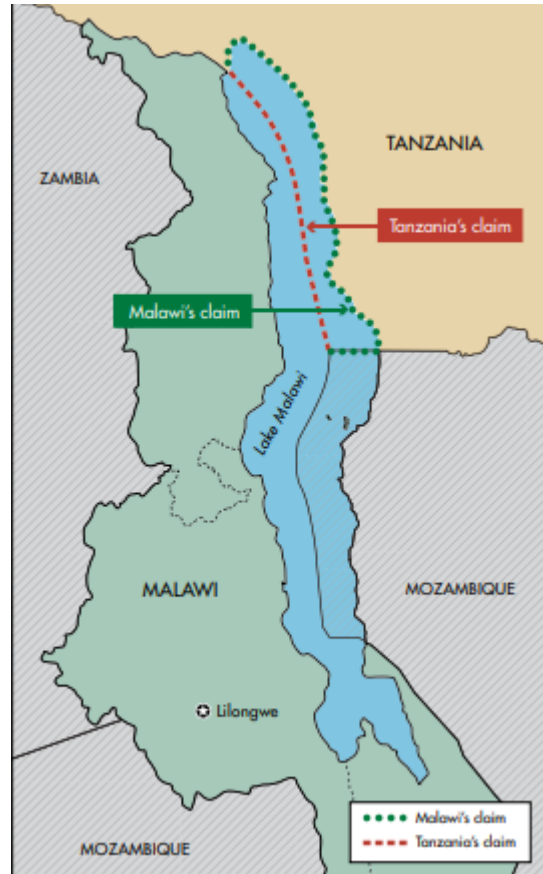 TANZANIA
ZAMBIA
Tanzania's claim
Malawi's claim
Lake Malawi
MALAWI
MOZAMBIQUE
Lilongwe
Malawi's claim
Tanzania's claim
MOZAMBIQUE